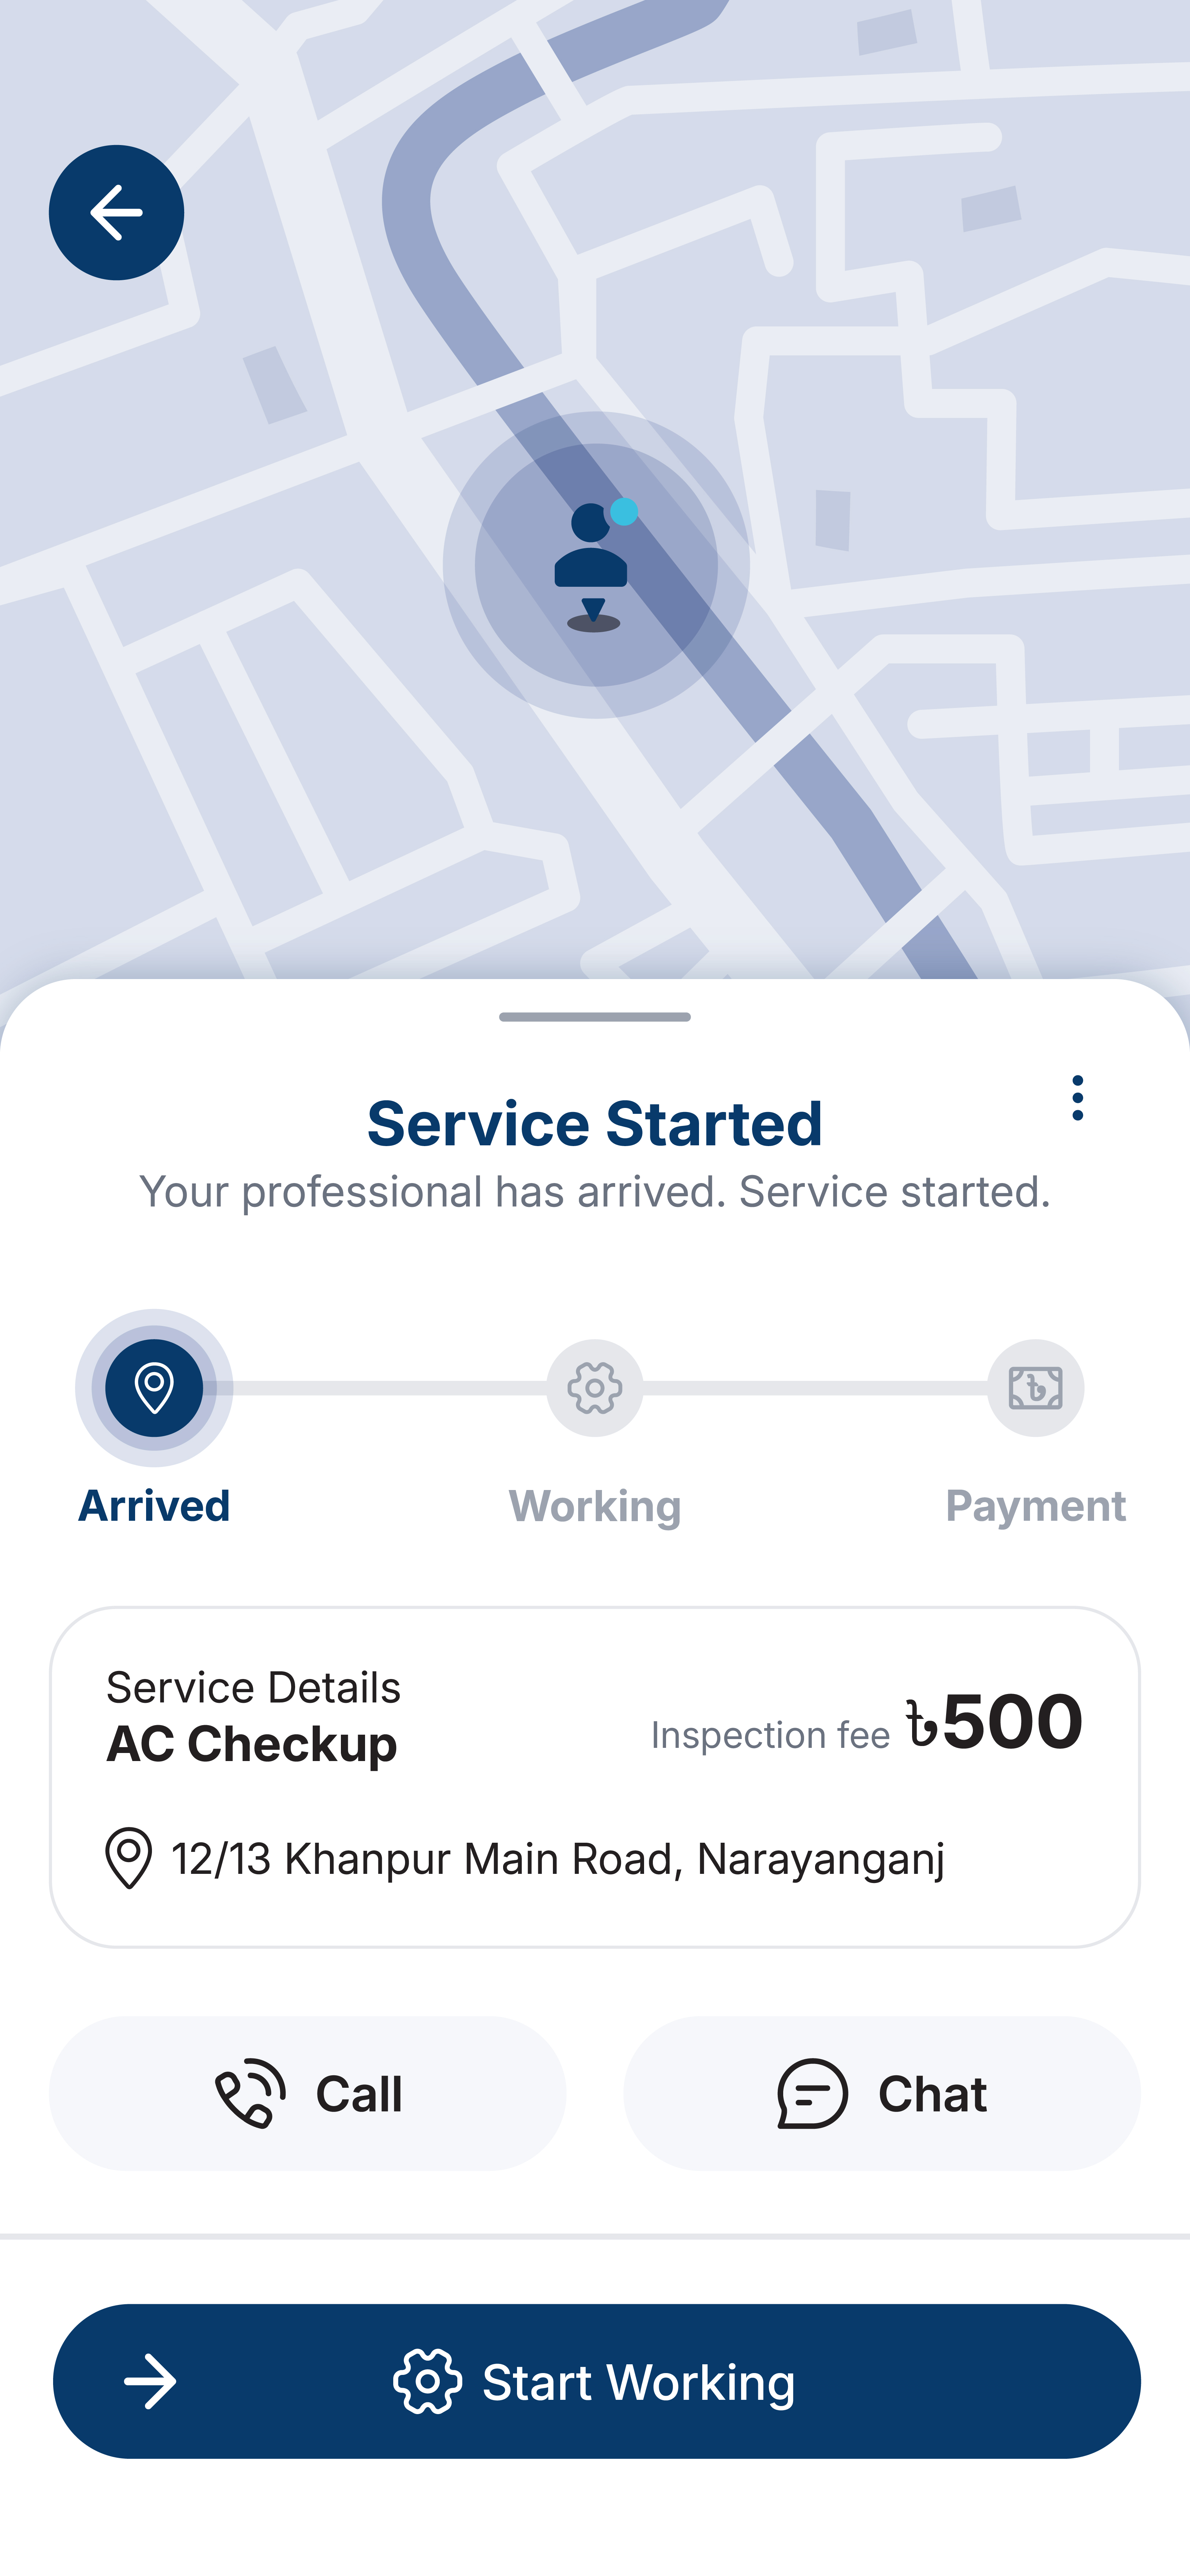 Service Started
Your professional has arrived. Service started.
৳
Arrived
Working
Payment
Service Details
AC Checkup
Inspection fee ৳500
12/13 Khanpur Main Road, Narayanganj
Call
Chat
Start Working